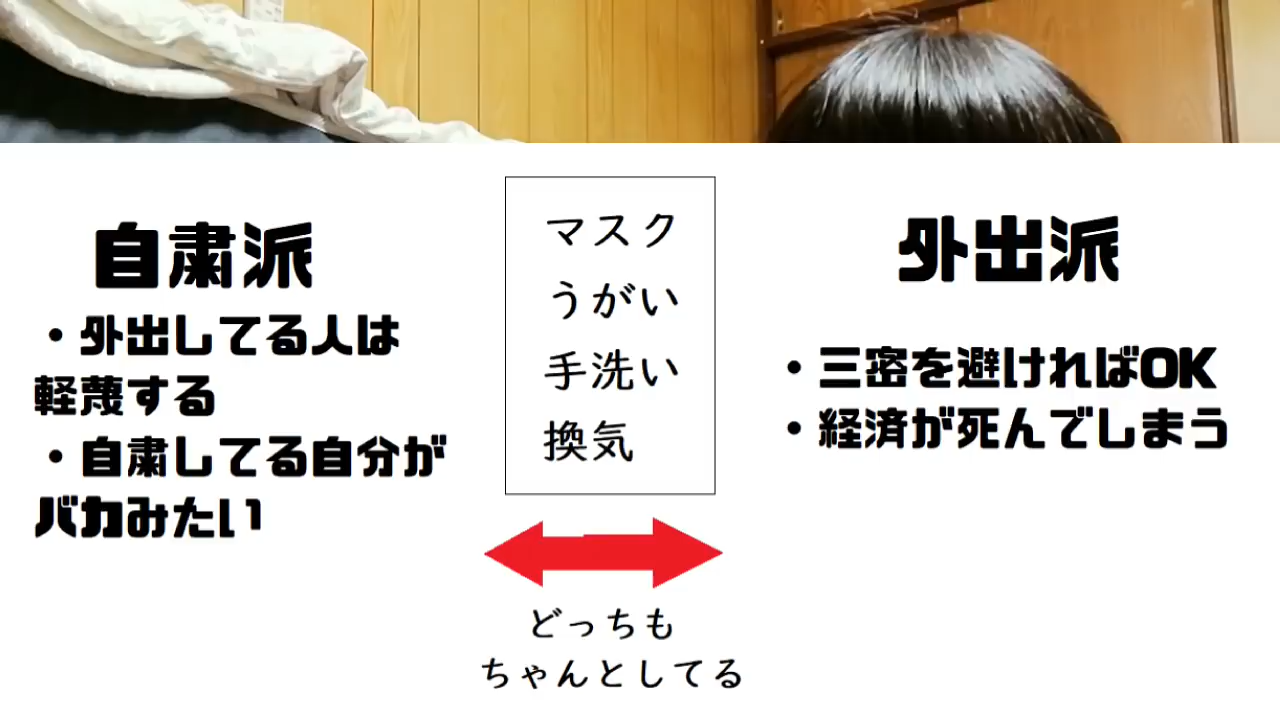 自粛派
・外出してる人は
軽蔑する
・自粛してる自分が
バカみたい
マスク
うがい
手洗い
換気
どっちも
ちゃんとしてる
外出派
・三密を避ければOK
・経済が死んでしまう